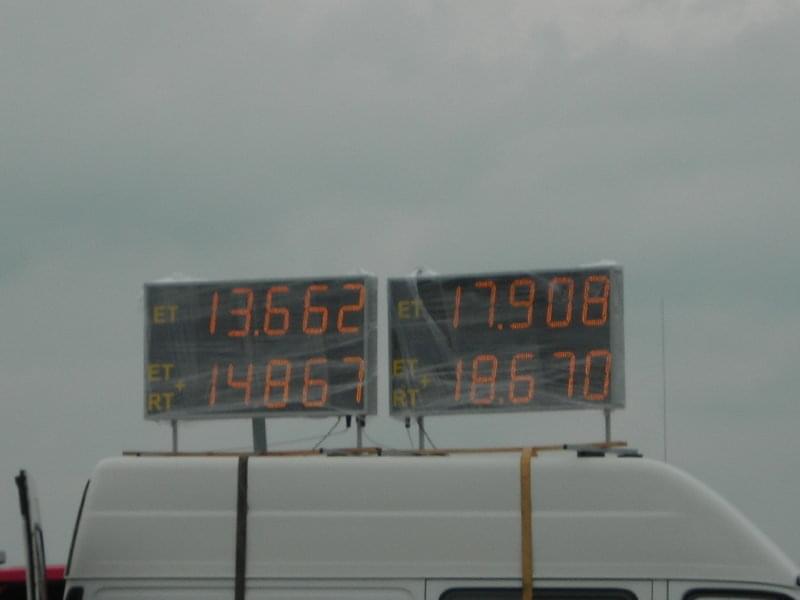 ET 13.662
ET + RT 14.867
ET 17.908
ET + RT 18.670